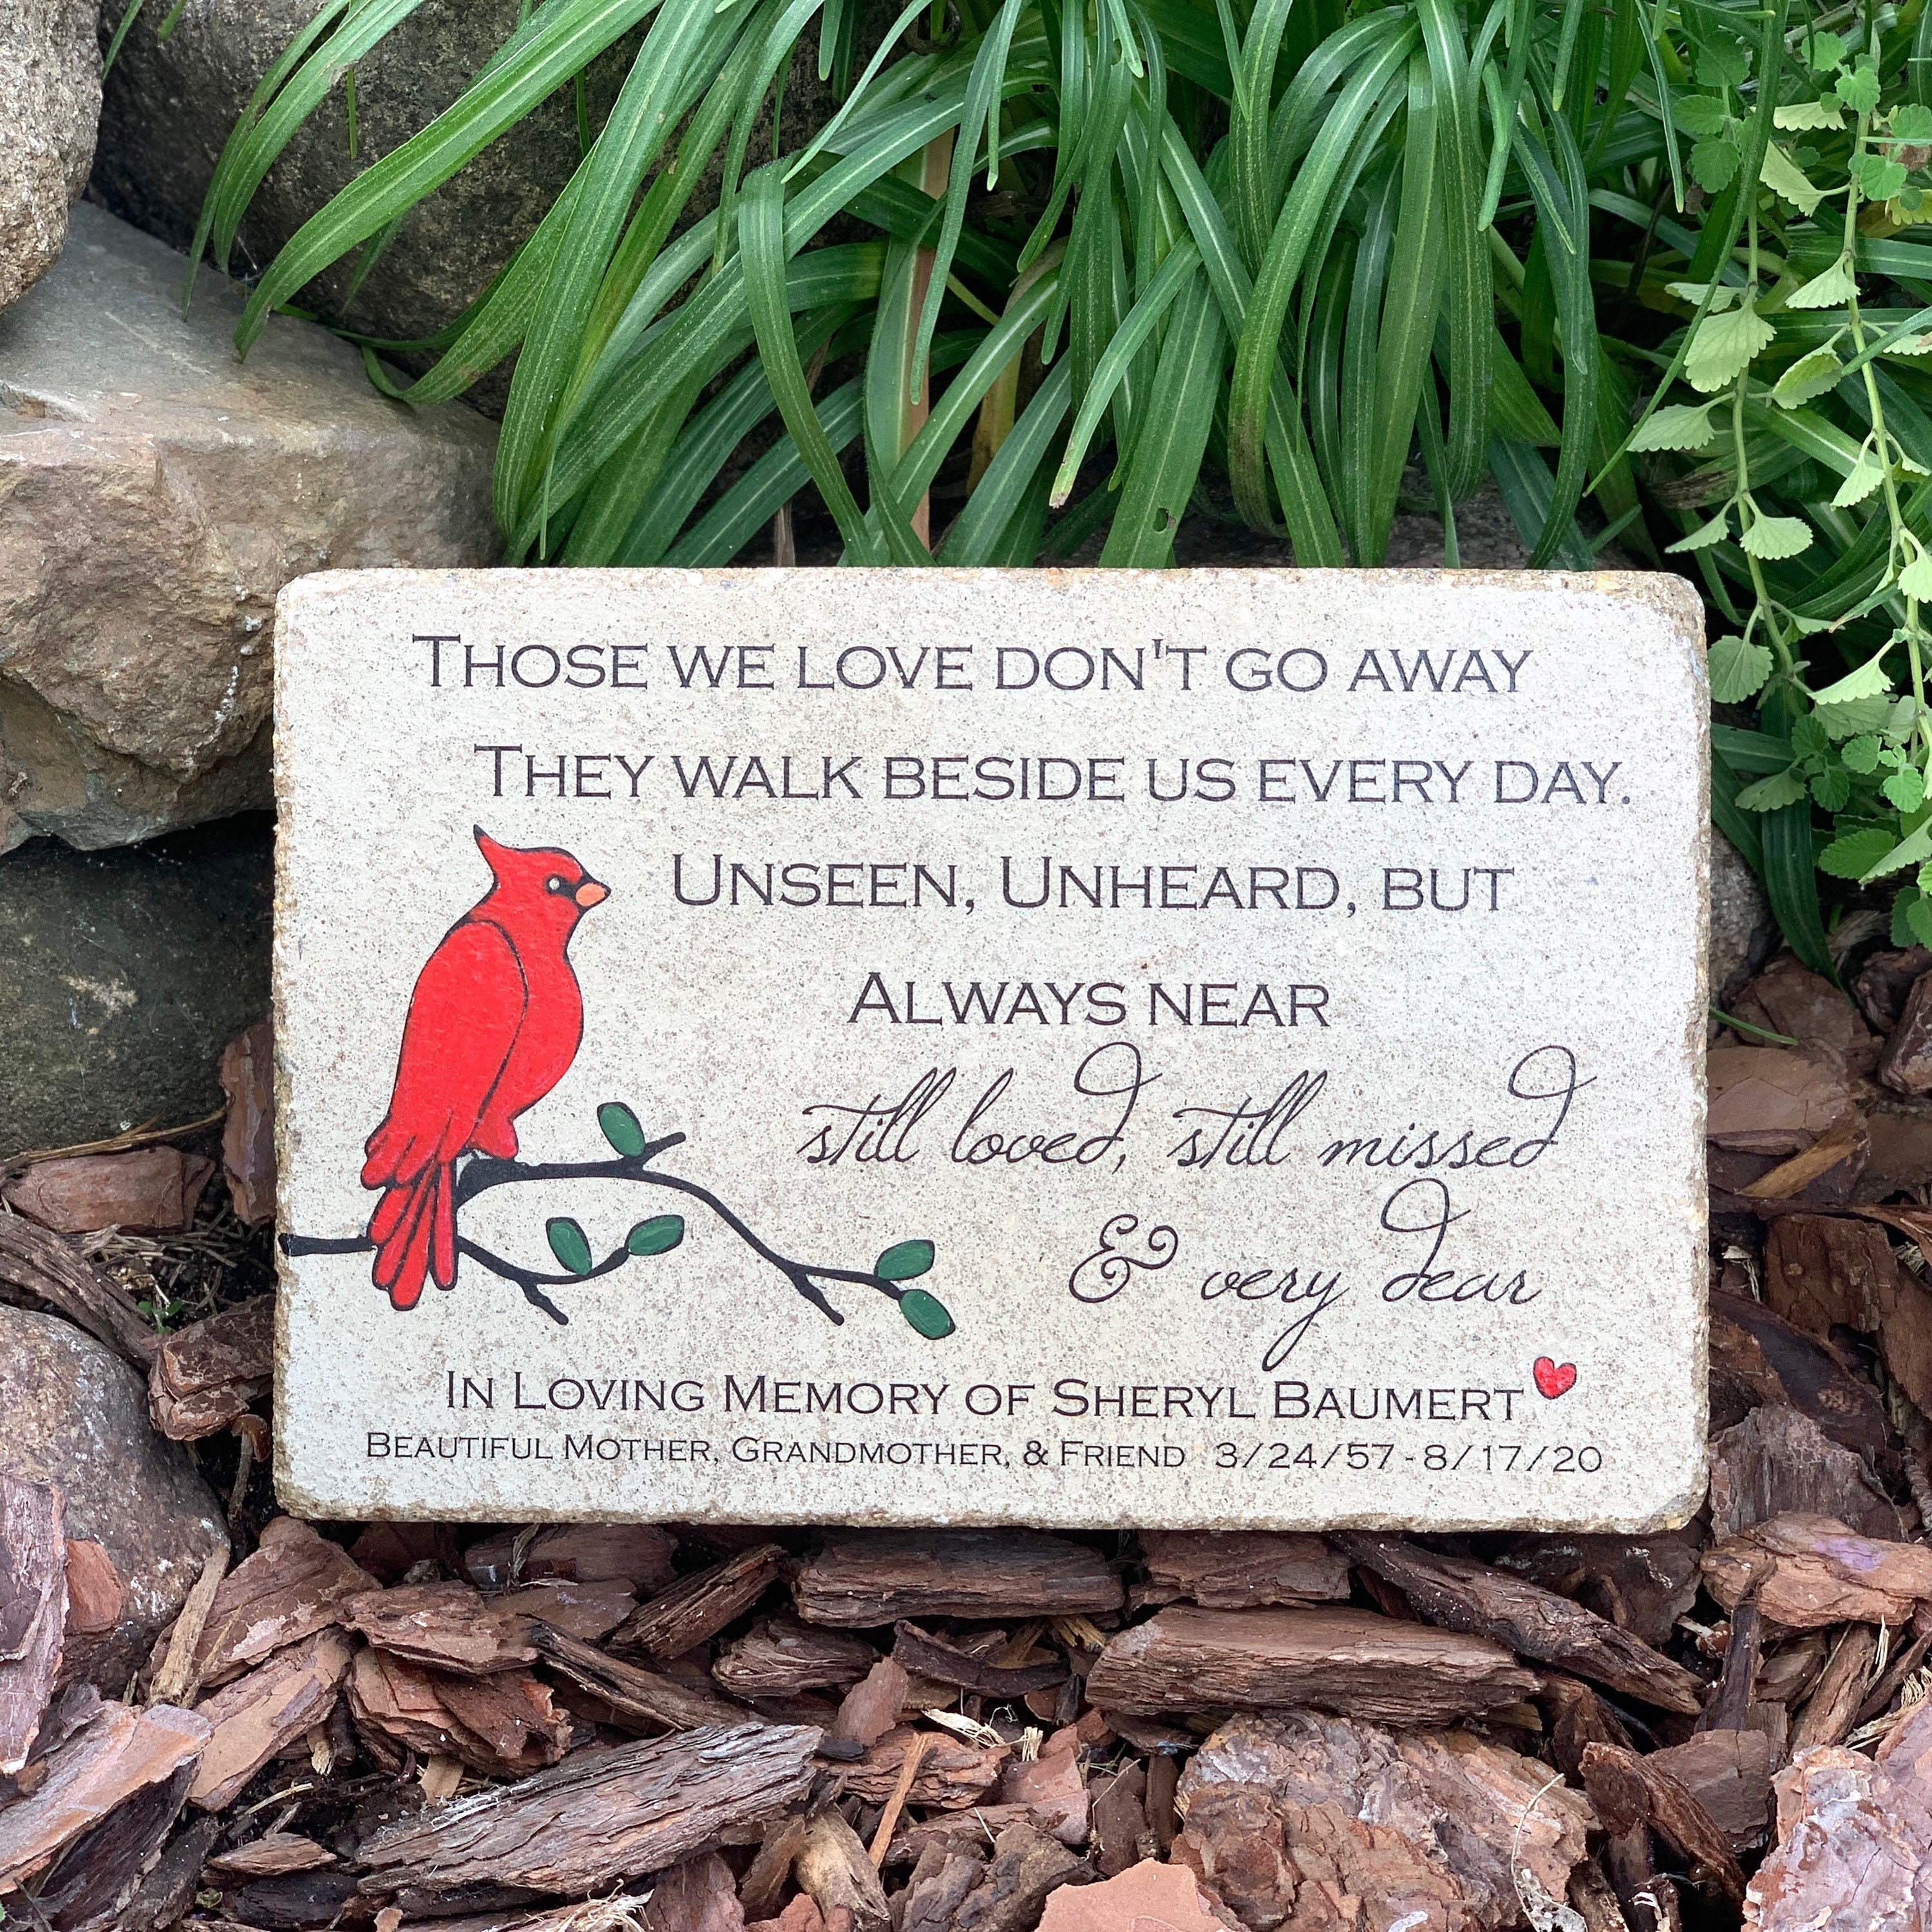 Those we love don't go away
They walk beside us every day.
Unseen, Unheard, but
Always near
still loved, still missed
& very dear
In Loving Memory of Sheryl Baumert
Beautiful Mother, Grandmother, & Friend 3/24/57 - 8/17/20